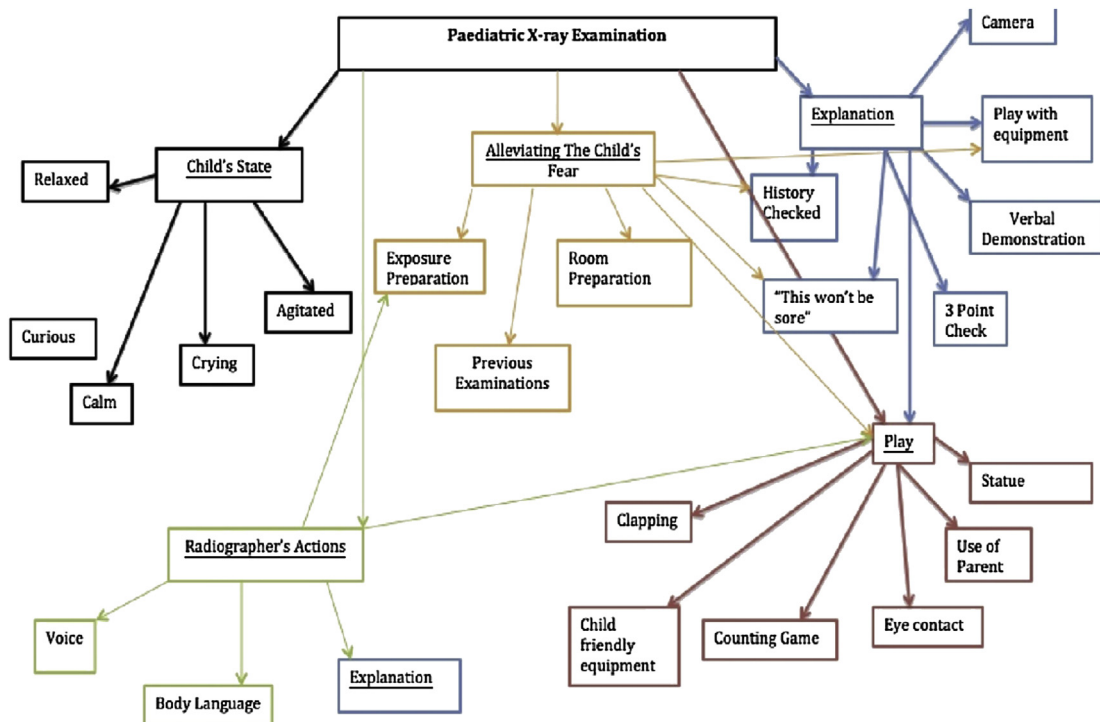 Paediatric X-ray Examination
Camera
Explanation
Play with
equipment
Child's State
Alleviating The Child's
Fear
Relaxed
History
Checked
Verbal
Demonstration
Exposure
Preparation
Room
Preparation
Agitated
"This won't be
sore"
3 Point
Check
Curious
Crying
Previous
Examinations
Calm
Play
Statue
Clapping
Radiographer's Actions
Use of
Parent
Voice
Child
friendly
equipment
Counting Game
Eye contact
Explanation
Body Language